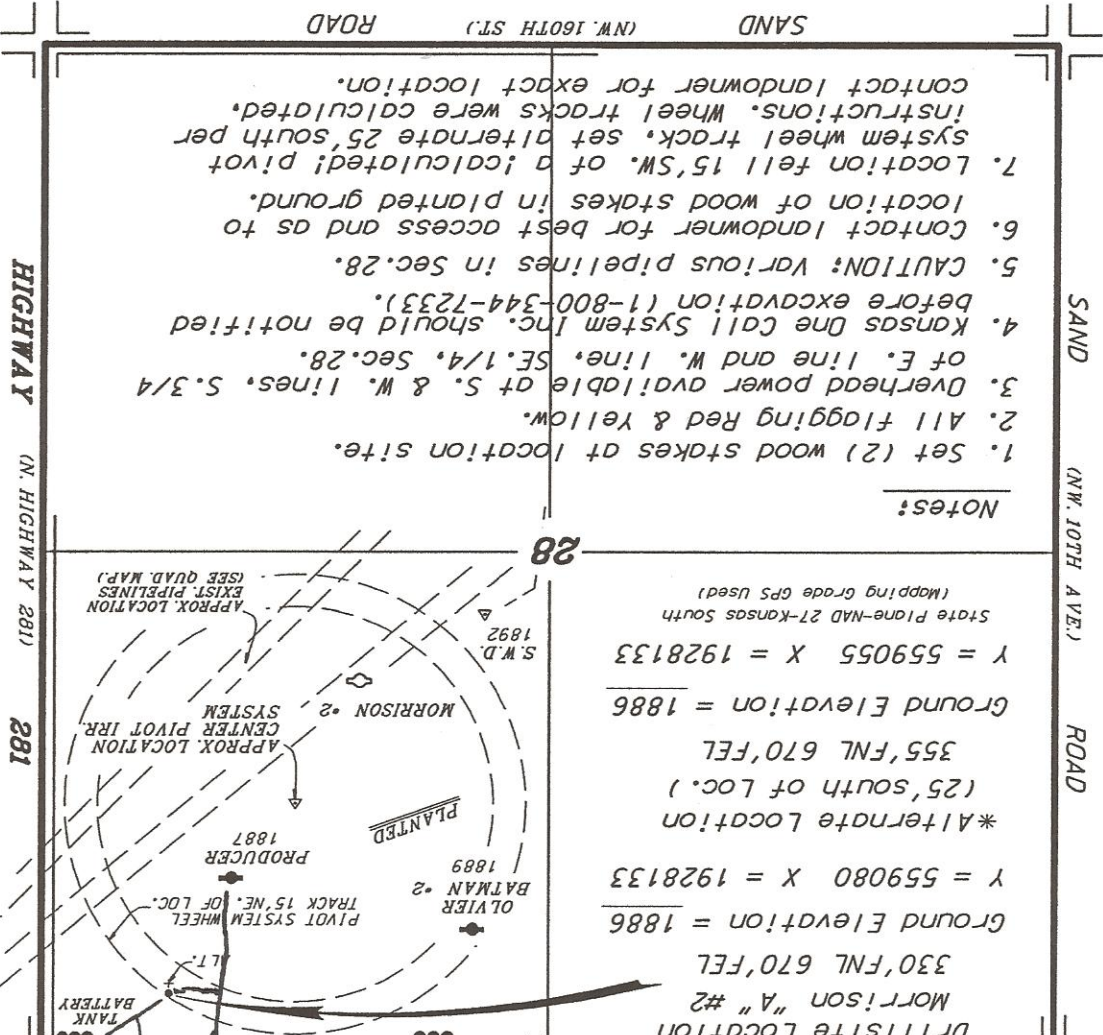 Drillsite Location
Morrison "A" #2
330'FNL 670'FEL
Ground Elevation = 1886
Y = 559080 X = 1928133
*Alternate Location
(25'south of Loc.)
355'FNL 670'FEL
Ground Elevation = 1886
Y = 559055 X = 1928133
State Plane-NAD 27-Kansas South
(Mapping Grade GPS Used)
TANK
BATTERY
ALT.
PIVOT SYSTEM WHEEL
TRACK 15'NE. OF LOC.
OLVIER
BATMAN #2
1889
PRODUCER
1887
PLANTED
APPROX. LOCATION
CENTER PIVOT IRR.
SYSTEM
MORRISON #2
S.W.D.
1892
APPROX. LOCATION
EXIST. PIPELINES
(SEE QUAD. MAP.)
28
Notes:
1. Set (2) wood stakes at location site.
2. All flagging Red & Yellow.
3. Overhead power available at S. & W. lines, S.3/4
of E. line and W. line, SE.1/4, Sec.28.
4. Kansas One Call System Inc. should be notified
before excavation (1-800-344-7233).
5. CAUTION: Various pipelines in Sec.28.
6. Contact landowner for best access and as to
location of wood stakes in planted ground.
7. Location fell 15'SW. of a !calculated! pivot
system wheel track, set alternate 25'south per
instructions. Wheel tracks were calculated,
contact landowner for exact location.
SAND (NW. 160TH ST.) ROAD
SAND (NW. 10TH AVE.) ROAD
HIGHWAY (N. HIGHWAY 281) 281